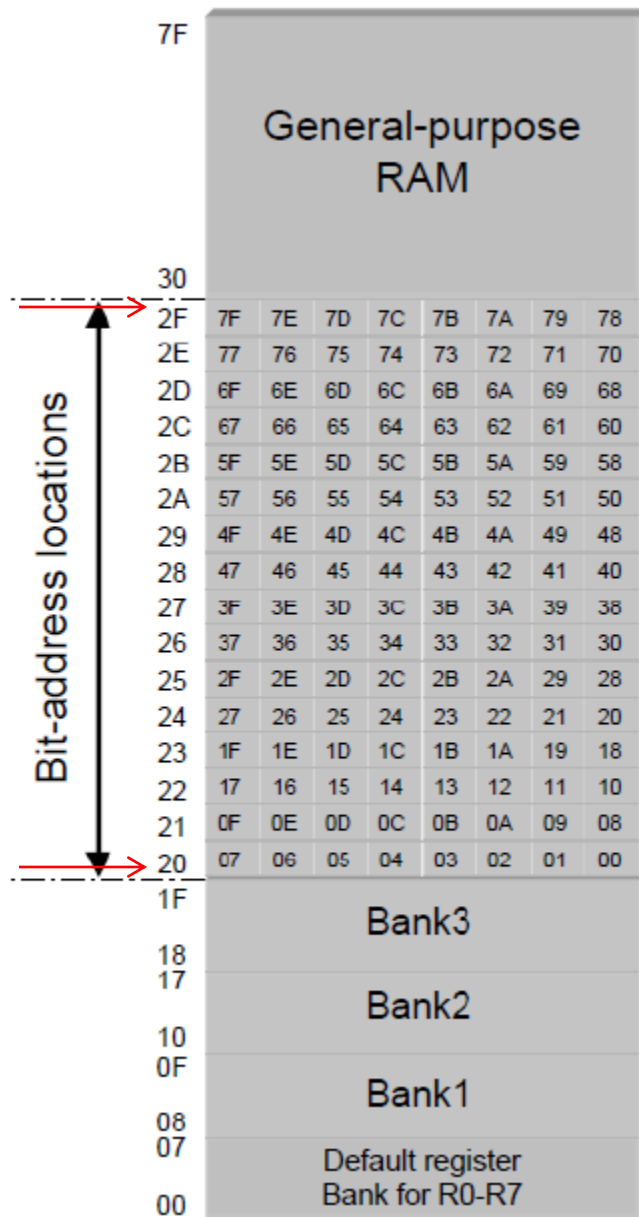 7F
General-purpose
RAM
30
Bit-address locations
2F 7F 7E 7D 7C 7B 7A 79 78
2E 77 76 75 74 73 72 71 70
2D 6F 6E 6D 6C 6B 6A 69 68
2C 67 66 65 64 63 62 61 60
2B 5F 5E 5D 5C 5B 5A 59 58
2A 57 56 55 54 53 52 51 50
29 4F 4E 4D 4C 4B 4A 49 48
28 47 46 45 44 43 42 41 40
27 3F 3E 3D 3C 3B 3A 39 38
26 37 36 35 34 33 32 31 30
25 2F 2E 2D 2C 2B 2A 29 28
24 27 26 25 24 23 22 21 20
23 1F 1E 1D 1C 1B 1A 19 18
22 17 16 15 14 13 12 11 10
21 0F 0E 0D 0C 0B 0A 09 08
20 07 06 05 04 03 02 01 00
1F
Bank3
18
17
Bank2
10
0F
Bank1
08
07
Default register
Bank for R0-R7
00